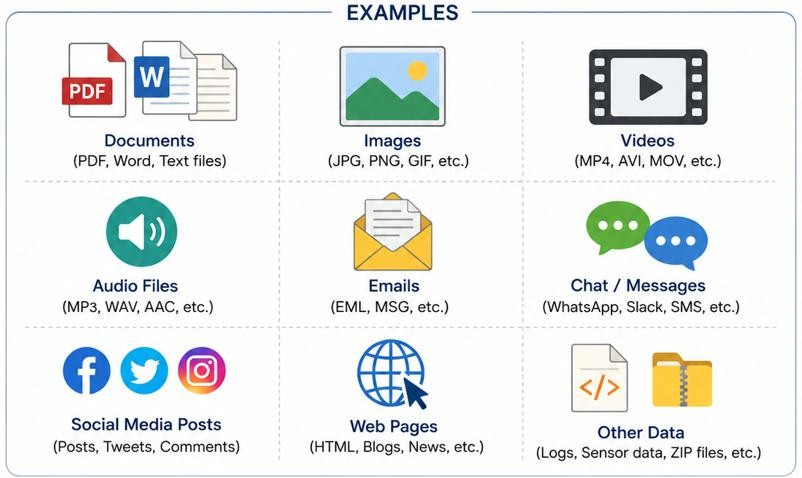 EXAMPLES
PDF
W
Documents
(PDF, Word, Text files)
Images
(JPG, PNG, GIF, etc.)
Videos
(MP4, AVI, MOV, etc.)
Audio Files
(MP3, WAV, AAC, etc.)
Emails
(EML, MSG, etc.)
Chat / Messages
(WhatsApp, Slack, SMS, etc.)
f
Social Media Posts
(Posts, Tweets, Comments)
Web Pages
(HTML, Blogs, News, etc.)
</>
Other Data
(Logs, Sensor data, ZIP files, etc.)